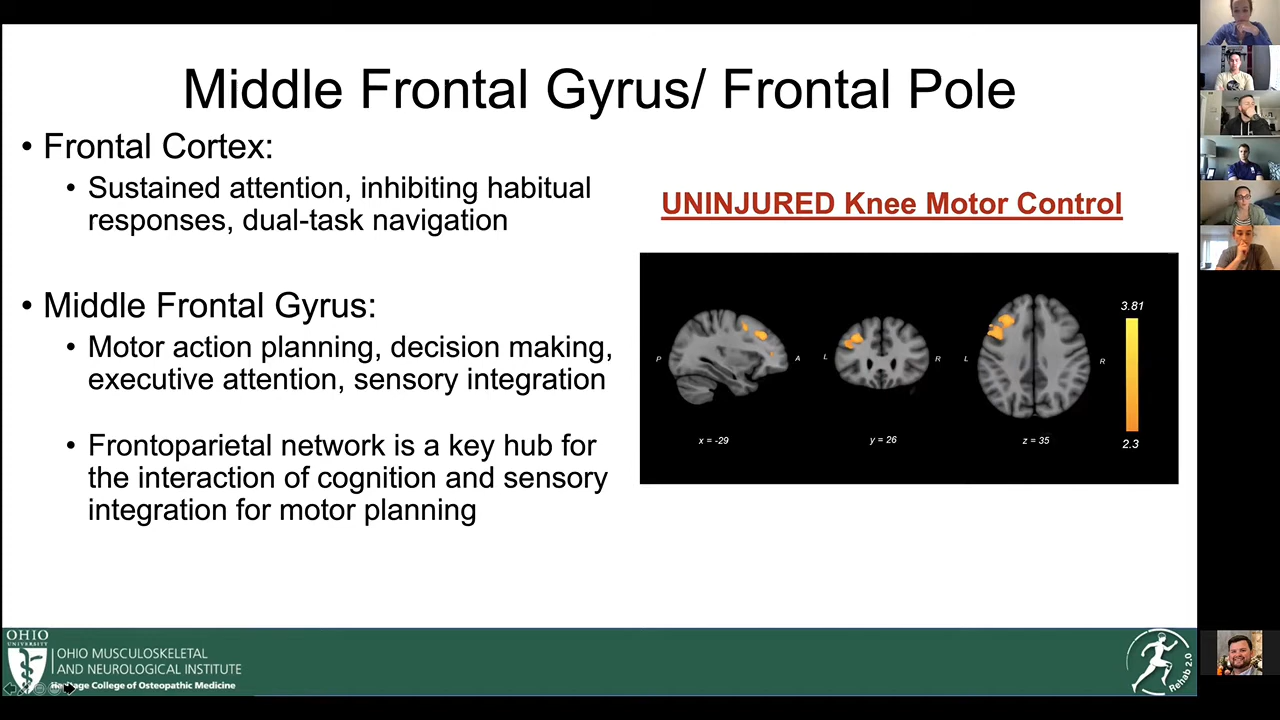 Middle Frontal Gyrus/ Frontal Pole
• Frontal Cortex:
• Sustained attention, inhibiting habitual
responses, dual-task navigation
• Middle Frontal Gyrus:
• Motor action planning, decision making,
executive attention, sensory integration
• Frontoparietal network is a key hub for
the interaction of cognition and sensory
integration for motor planning
UNINJURED Knee Motor Control
P
A
L
R
L
R
x = -29
y = 26
z = 35
3.81
2.3
OHIO
UNIVERSITY
OHIO MUSCULOSKELETAL
AND NEUROLOGICAL INSTITUTE
Heritage College of Osteopathic Medicine
Rehab 2.0